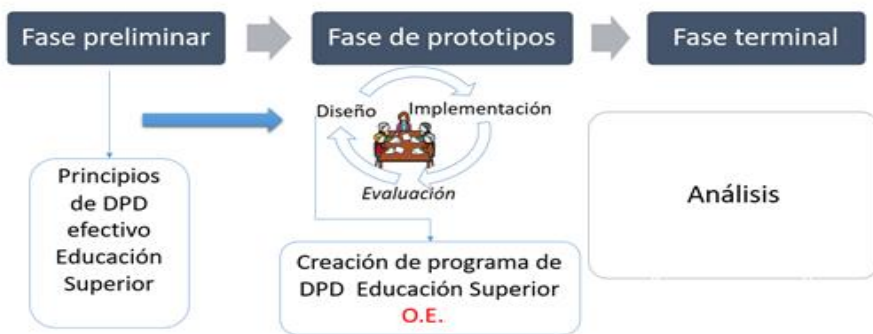 Fase preliminar
Fase de prototipos
Fase terminal
Diseño
Implementación
Evaluación
Principios
de DPD
efectivo
Educación
Superior
Creación de programa de
DPD Educación Superior
O.E.
Análisis